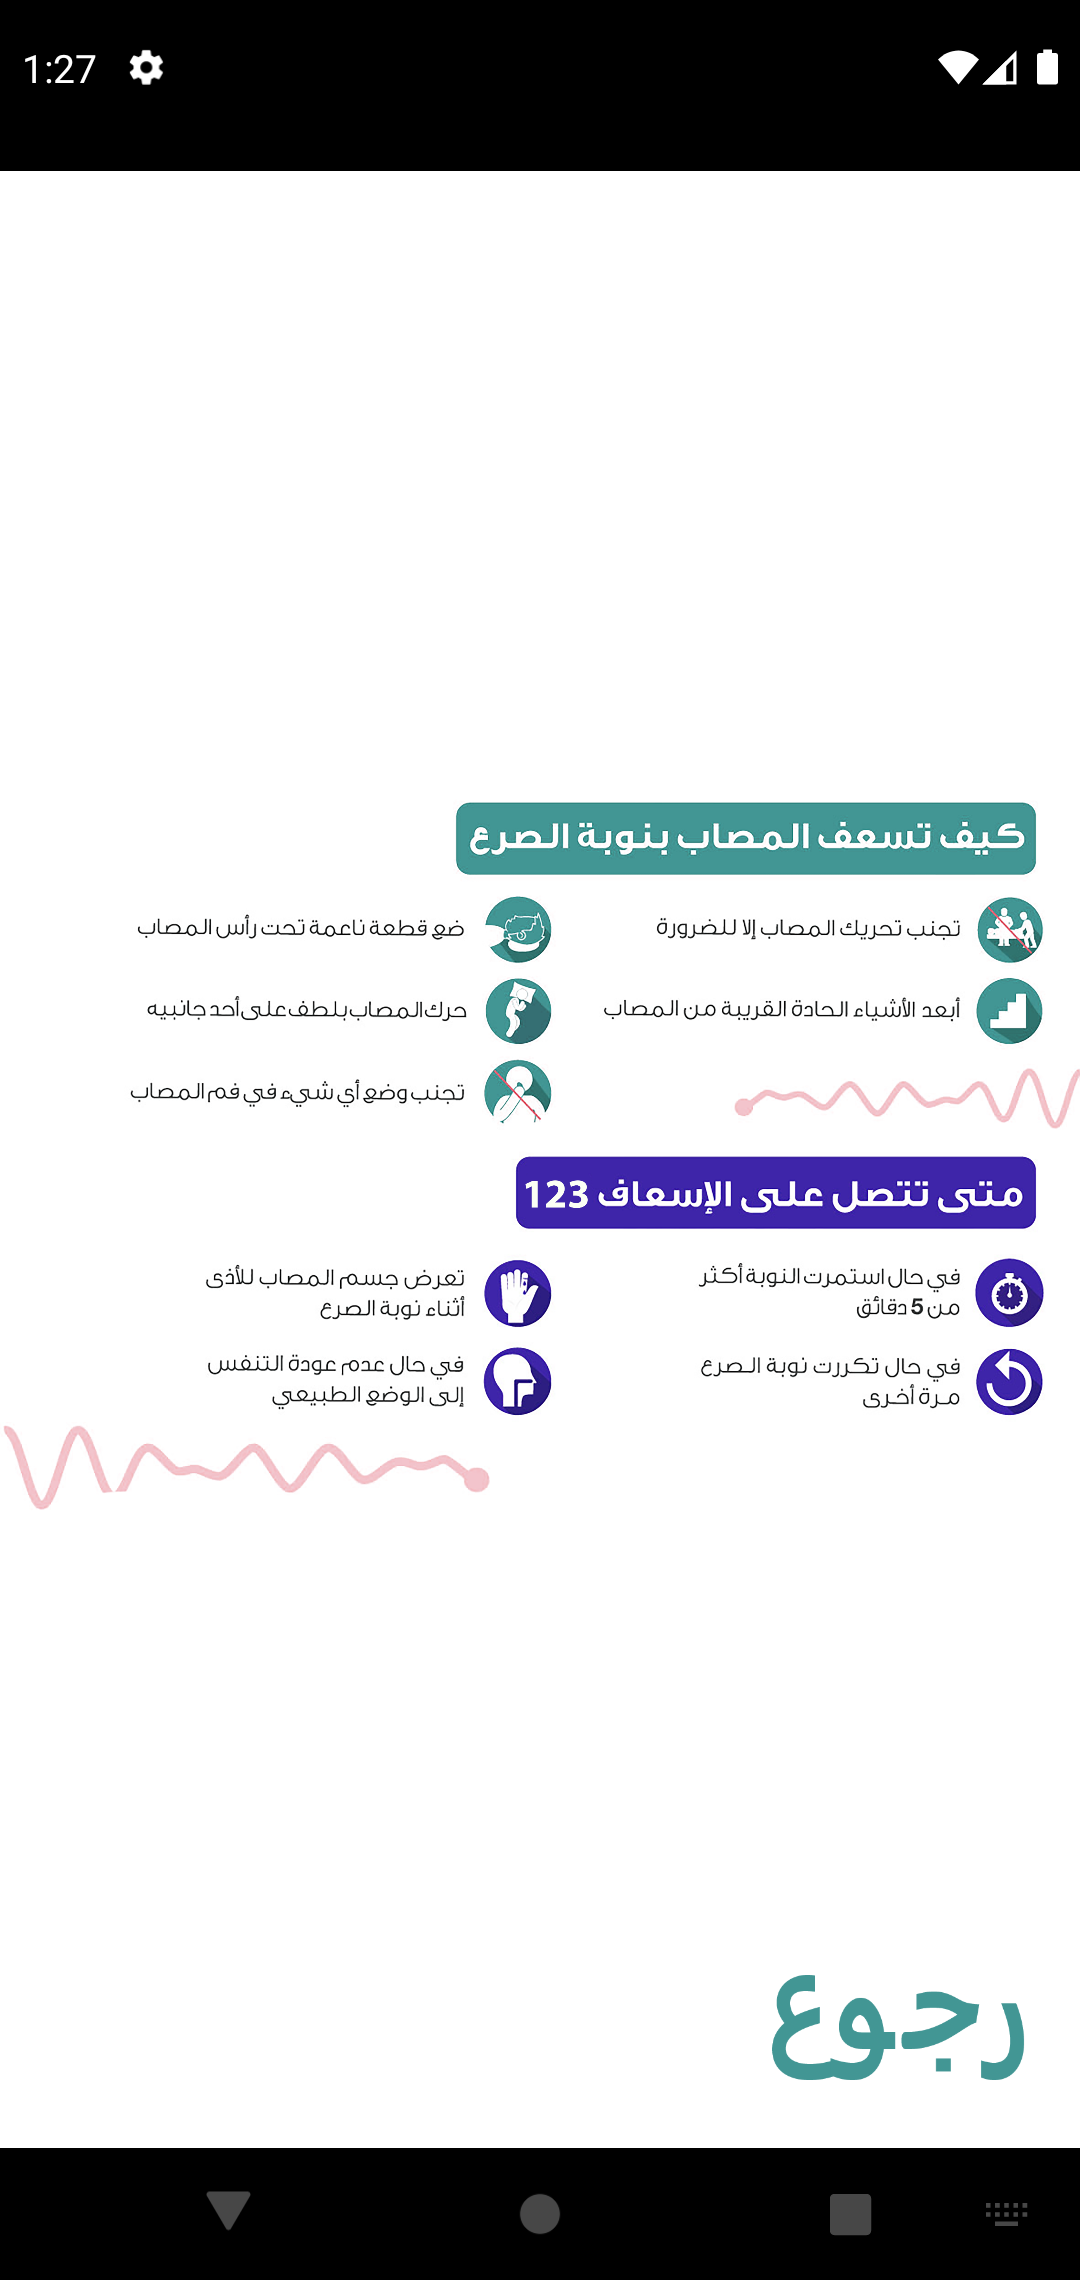 1:27
كيف تسعف المصاب بنوبة الصرع
تجنب تحريك المصاب إلا للضرورة
ضع قطعة ناعمة تحت رأس المصاب
أبعد الأشياء الحادة القريبة من المصاب
حرك المصاب بلطف على أحد جانبيه
تجنب وضع أي شيء في فم المصاب
متى تتصل على الإسعاف 123
في حال استمرت النوبة أكثر
من 5 دقائق
تعرض جسم المصاب للأذى
أثناء نوبة الصرع
في حال تكررت نوبة الصرع
مرة أخرى
في حال عدم عودة التنفس
إلى الوضع الطبيعي
رجوع